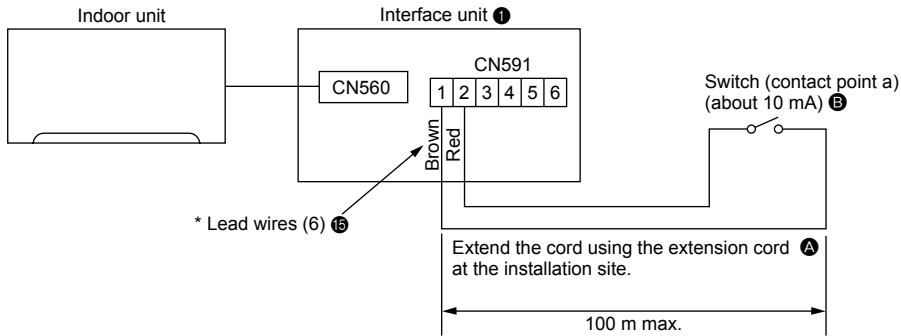 Indoor unit
Interface unit ❶
CN560
CN591
1 2 3 4 5 6
Switch (contact point a)
(about 10 mA) Ⓑ
Brown
Red
* Lead wires (6) ⓯
Extend the cord using the extension cord Ⓐ
at the installation site.
100 m max.